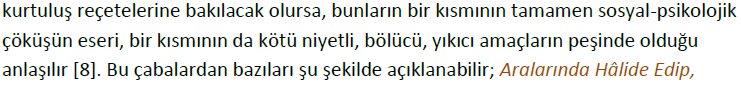 kurtuluş reçetelerine bakılacak olursa, bunların bir kısmının tamamen sosyal-psikolojik
çöküşün eseri, bir kısmının da kötü niyetli, bölücü, yıkıcı amaçların peşinde olduğu
anlaşılır [8]. Bu çabalardan bazıları şu şekilde açıklanabilir; Aralarında Hâlide Edip,